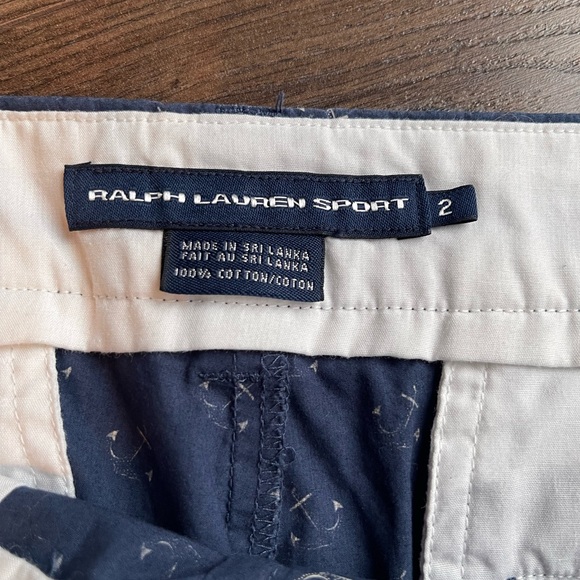 RALPH LAUREN SPORT
2
MADE IN SRI LANKA
FAIT AU SRI LANKA
100% COTTON/COTON